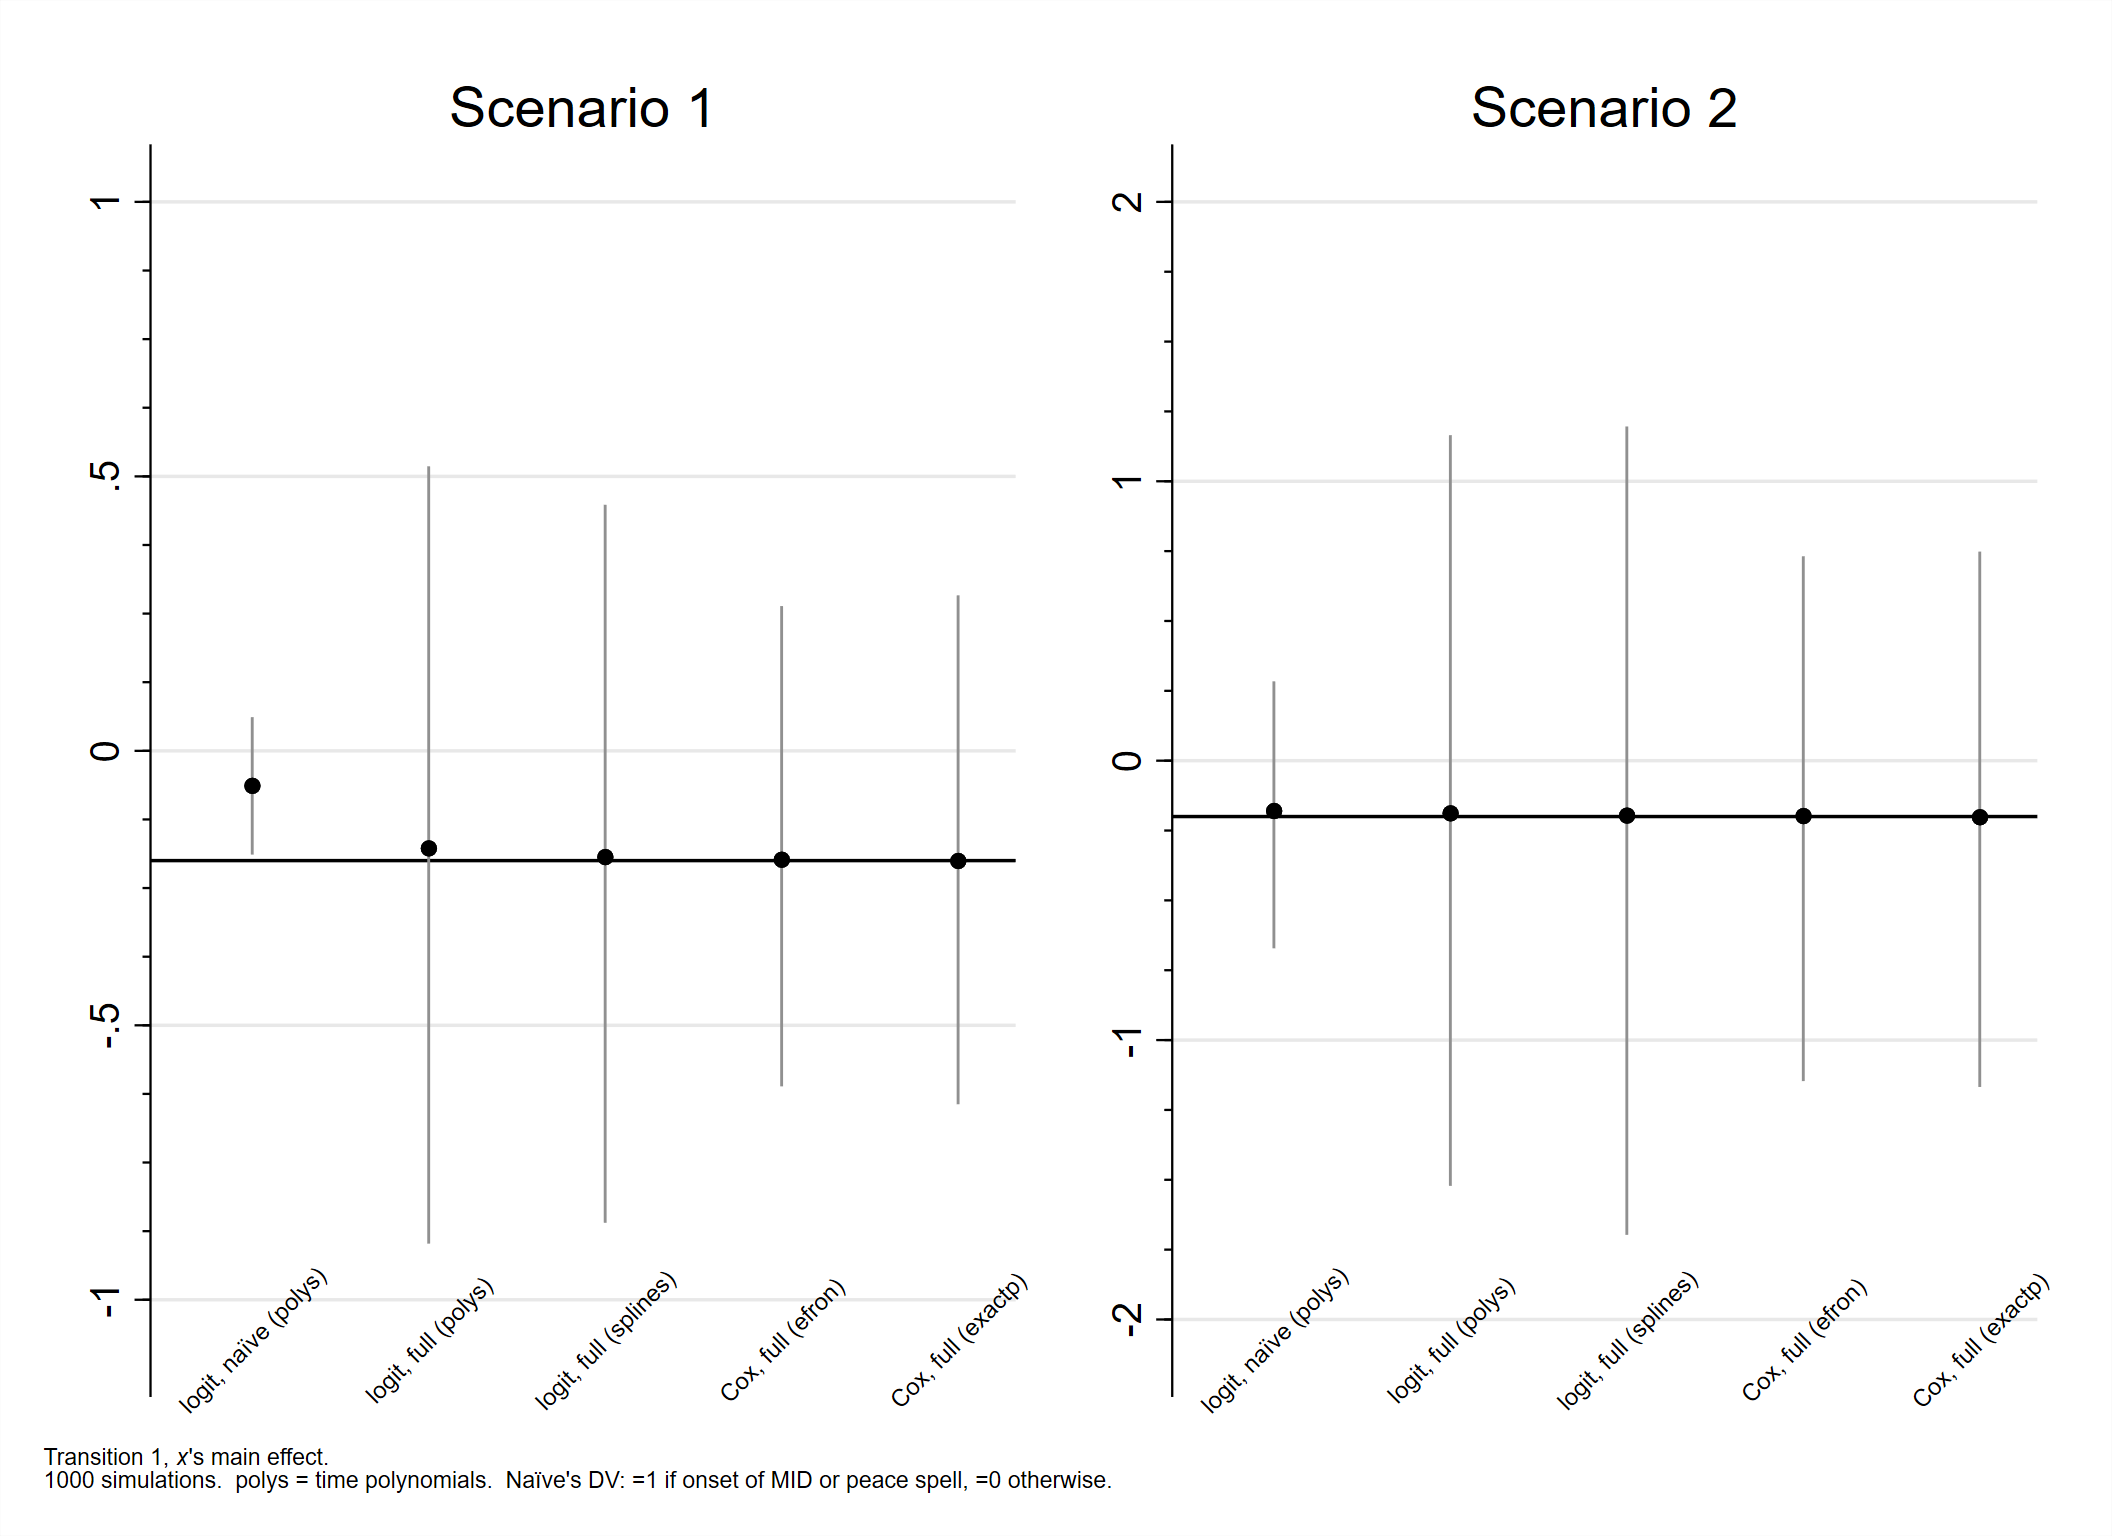 Scenario 1
1
.5
0
-.5
-1
logit, naïve (polys)
logit, full (polys)
logit, full (splines)
Cox, full (efron)
Cox, full (exactp)
Scenario 2
2
1
0
-1
-2
logit, naïve (polys)
logit, full (polys)
logit, full (splines)
Cox, full (efron)
Cox, full (exactp)
Transition 1, x's main effect.
1000 simulations.  polys = time polynomials.  Naïve's DV: =1 if onset of MID or peace spell, =0 otherwise.